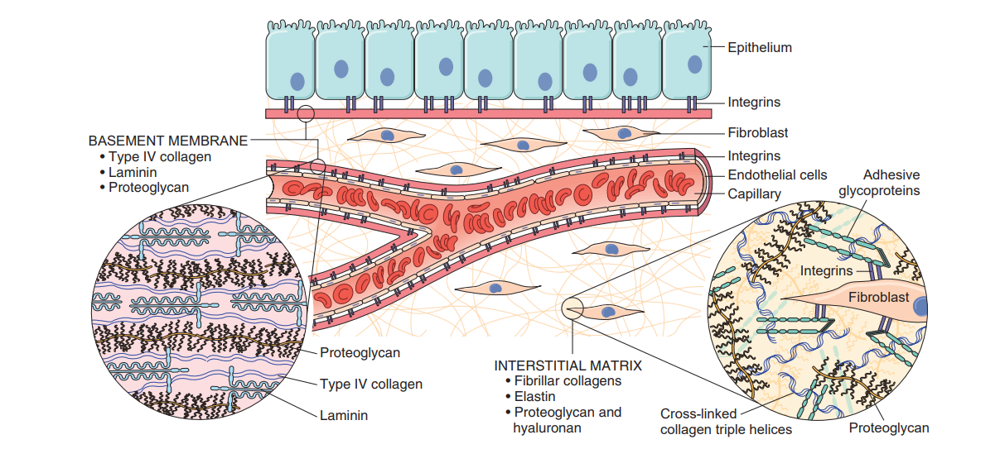 Epithelium
Integrins
Fibroblast
BASEMENT MEMBRANE
• Type IV collagen
• Laminin
• Proteoglycan
Integrins
Endothelial cells
Capillary
Adhesive
glycoproteins
Integrins
Fibroblast
Proteoglycan
Type IV collagen
Laminin
INTERSTITIAL MATRIX
• Fibrillar collagens
• Elastin
• Proteoglycan and
hyaluronan
Cross-linked
collagen triple helices
Proteoglycan